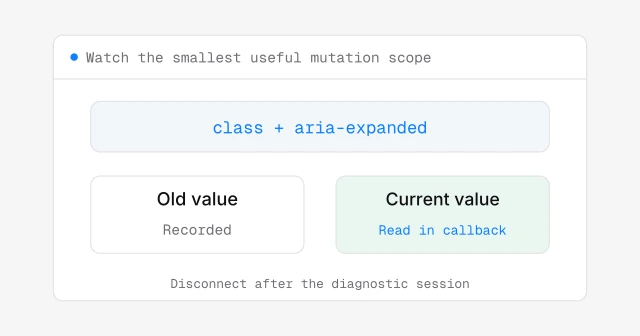 Watch the smallest useful mutation scope
class + aria-expanded
Old value
Recorded
Current value
Read in callback
Disconnect after the diagnostic session